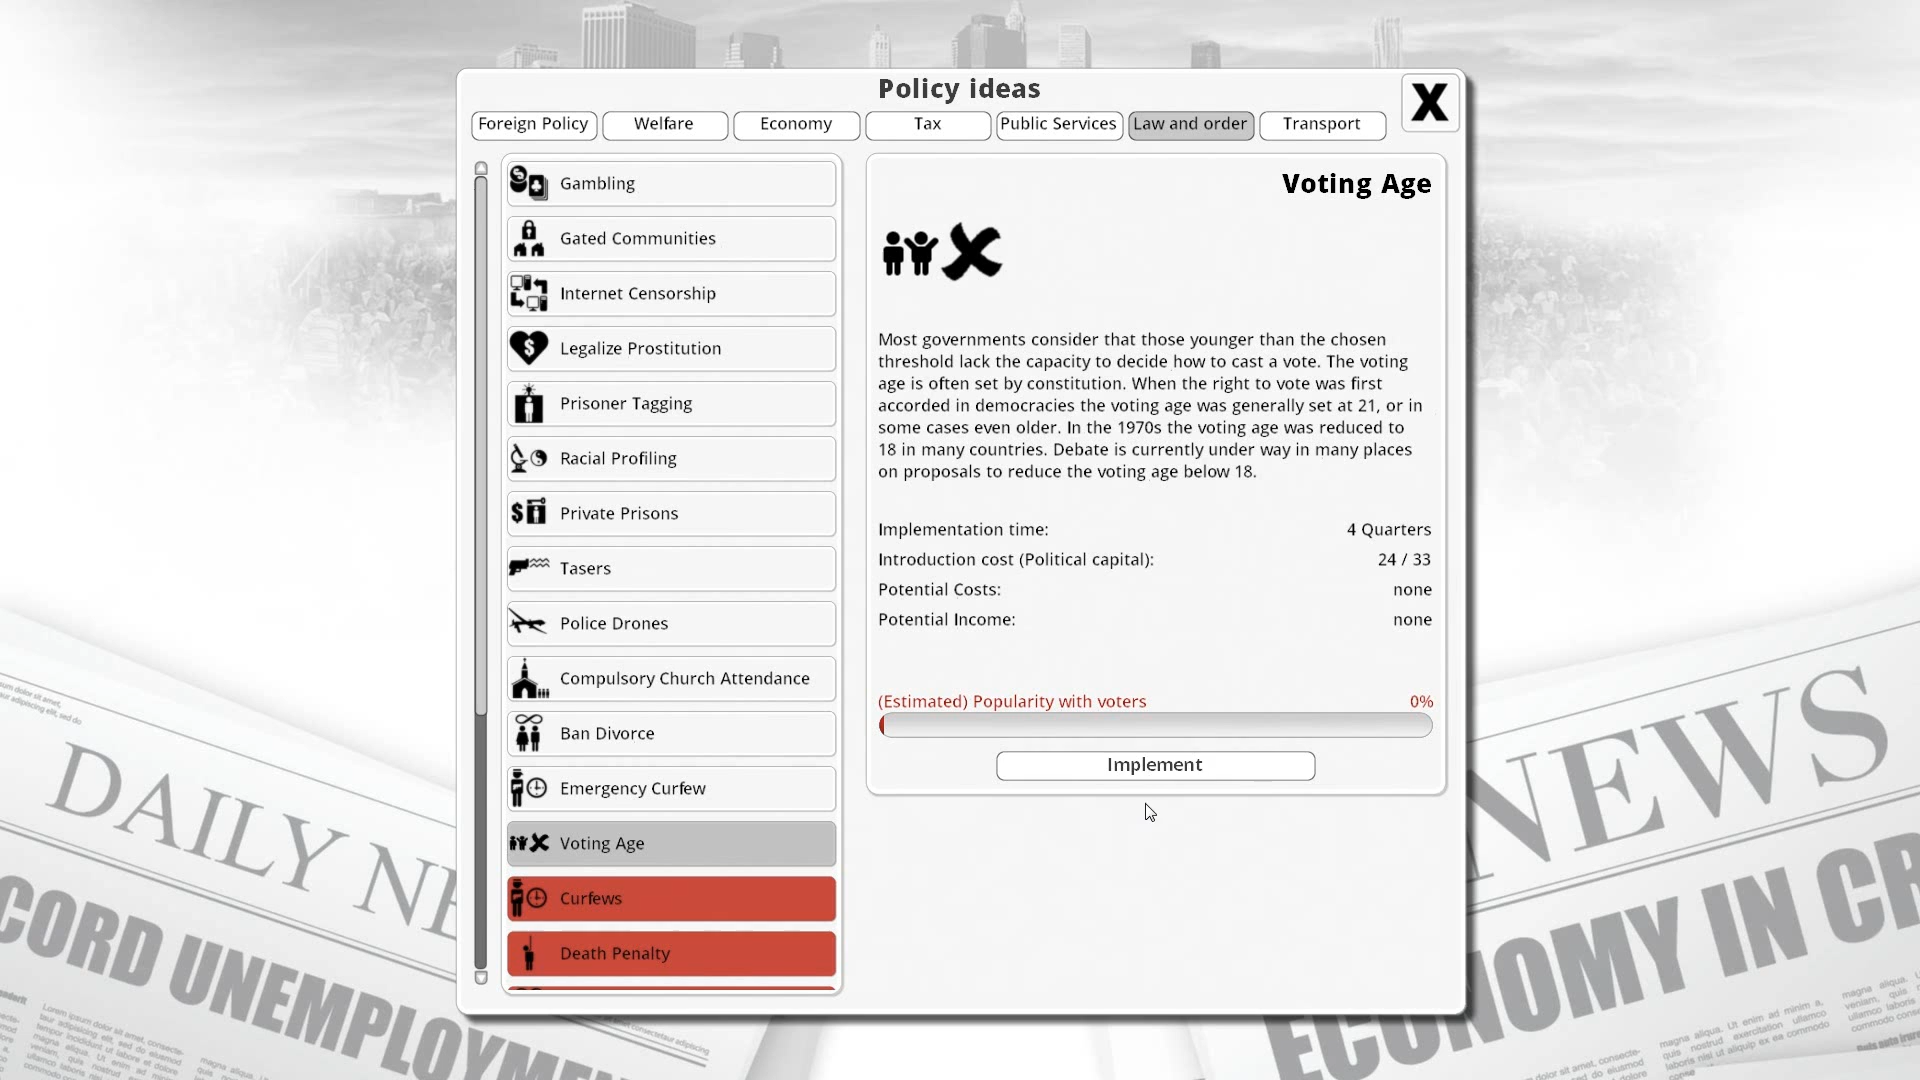 Policy ideas
X
Foreign Policy
Welfare
Economy
Tax
Public Services
Law and order
Transport
Gambling
Gated Communities
Internet Censorship
Legalize Prostitution
Prisoner Tagging
Racial Profiling
Private Prisons
Tasers
Police Drones
Compulsory Church Attendance
Ban Divorce
Emergency Curfew
Voting Age
Curfews
Death Penalty
Voting Age
Most governments consider that those younger than the chosen
threshold lack the capacity to decide how to cast a vote. The voting
age is often set by constitution. When the right to vote was first
accorded in democracies the voting age was generally set at 21, or in
some cases even older. In the 1970s the voting age was reduced to
18 in many countries. Debate is currently under way in many places
on proposals to reduce the voting age below 18.
Implementation time: 4 Quarters
Introduction cost (Political capital): 24 / 33
Potential Costs: none
Potential Income: none
(Estimated) Popularity with voters 0%
Implement
DAILY NE
CORD UNEMPLOYME
NEWS
ECONOMY IN CR